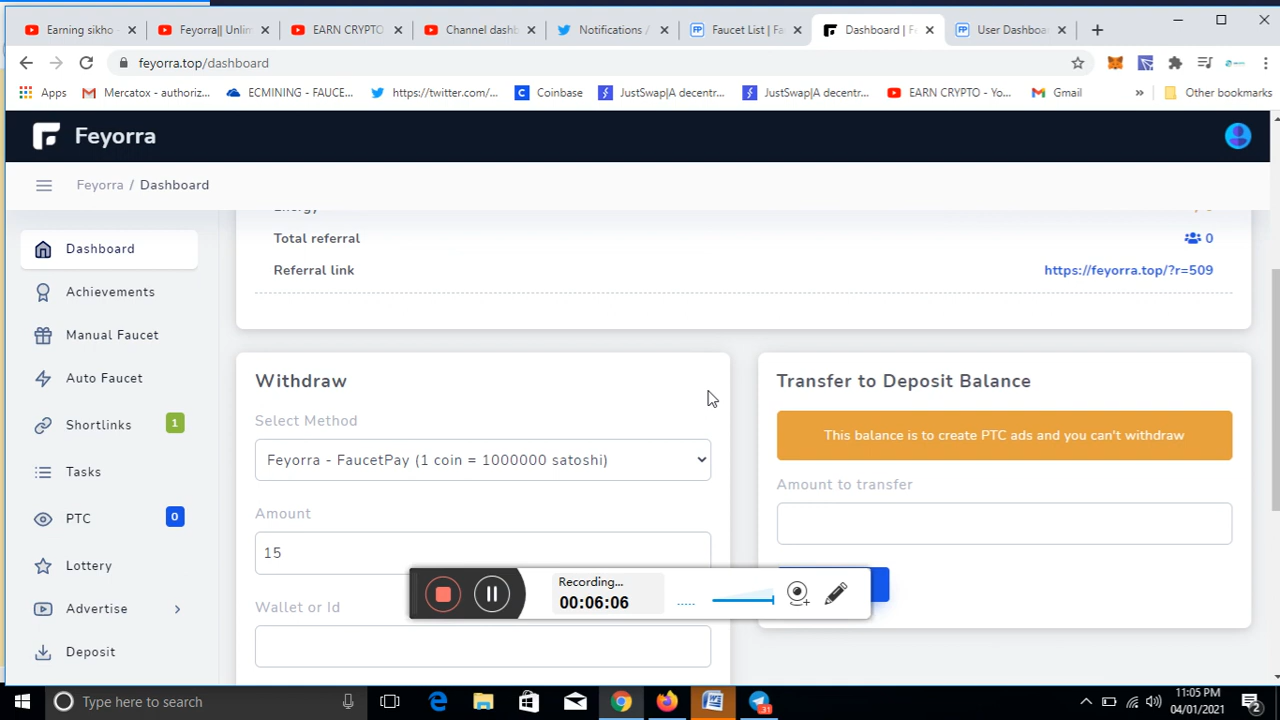 Earning sikho
Feyorra|| Unlin
EARN CRYPTO
Channel dash
Notifications /
Faucet List | Fa
Dashboard | F
User Dashboa
feyorra.top/dashboard
Apps
Mercatox - authoriz...
ECMINING - FAUCE...
https://twitter.com/...
Coinbase
JustSwap|A decentr...
JustSwap|A decentr...
EARN CRYPTO - Yo...
Gmail
»
Other bookmarks
Feyorra
Feyorra / Dashboard
Dashboard
Achievements
Manual Faucet
Auto Faucet
Shortlinks 1
Tasks
PTC 0
Lottery
Advertise
Deposit
Total referral 0
Referral link https://feyorra.top/?r=509
Withdraw
Select Method
Feyorra - FaucetPay (1 coin = 1000000 satoshi)
Amount
15
Wallet or Id
Transfer to Deposit Balance
This balance is to create PTC ads and you can't withdraw
Amount to transfer
Recording...
00:06:06
Type here to search
31
11:05 PM
04/01/2021
2